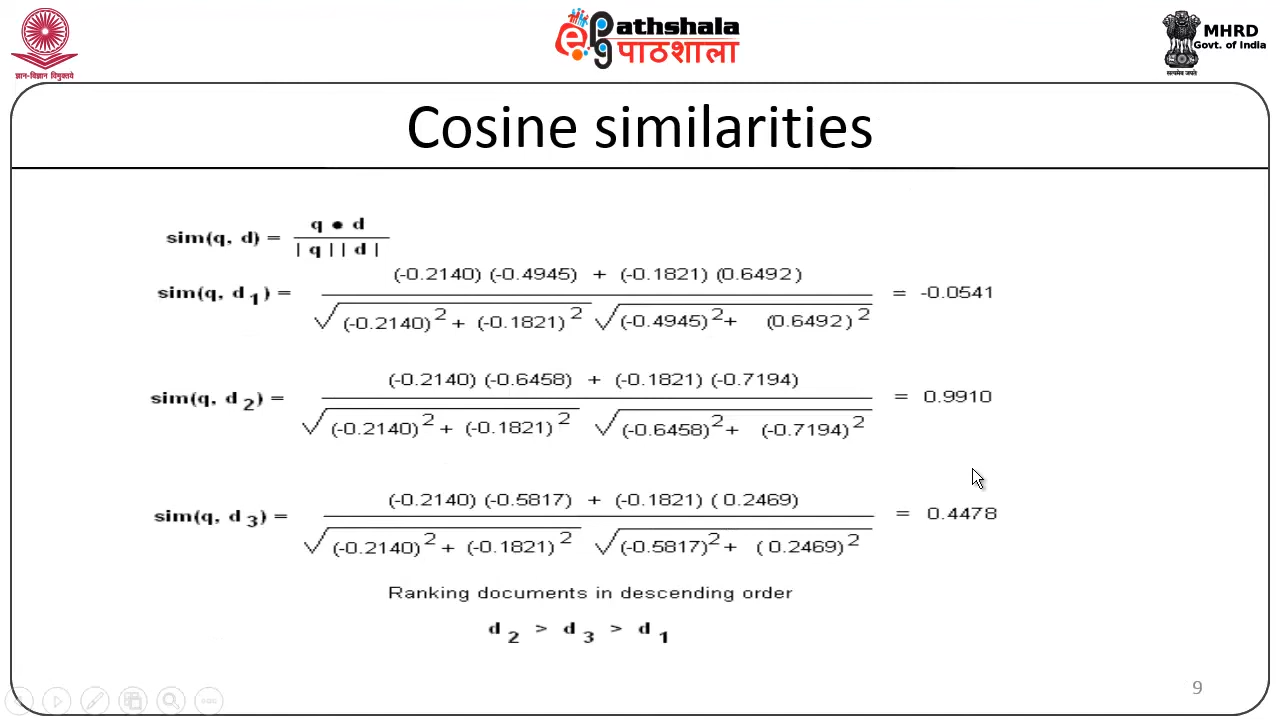 ज्ञान-विज्ञान विमुक्तये
ePG Pathshala
पाठशाला
MHRD
Govt. of India
सत्यमेव जयते
Cosine similarities
sim(q, d) = q • d / | q | | d |
sim(q, d 1) = (-0.2140) (-0.4945) + (-0.1821) (0.6492) / √(-0.2140)² + (-0.1821)² √(-0.4945)² + (0.6492)² = -0.0541
sim(q, d 2) = (-0.2140) (-0.6458) + (-0.1821) (-0.7194) / √(-0.2140)² + (-0.1821)² √(-0.6458)² + (-0.7194)² = 0.9910
sim(q, d 3) = (-0.2140) (-0.5817) + (-0.1821) ( 0.2469) / √(-0.2140)² + (-0.1821)² √(-0.5817)² + ( 0.2469)² = 0.4478
Ranking documents in descending order
d 2 > d 3 > d 1
9